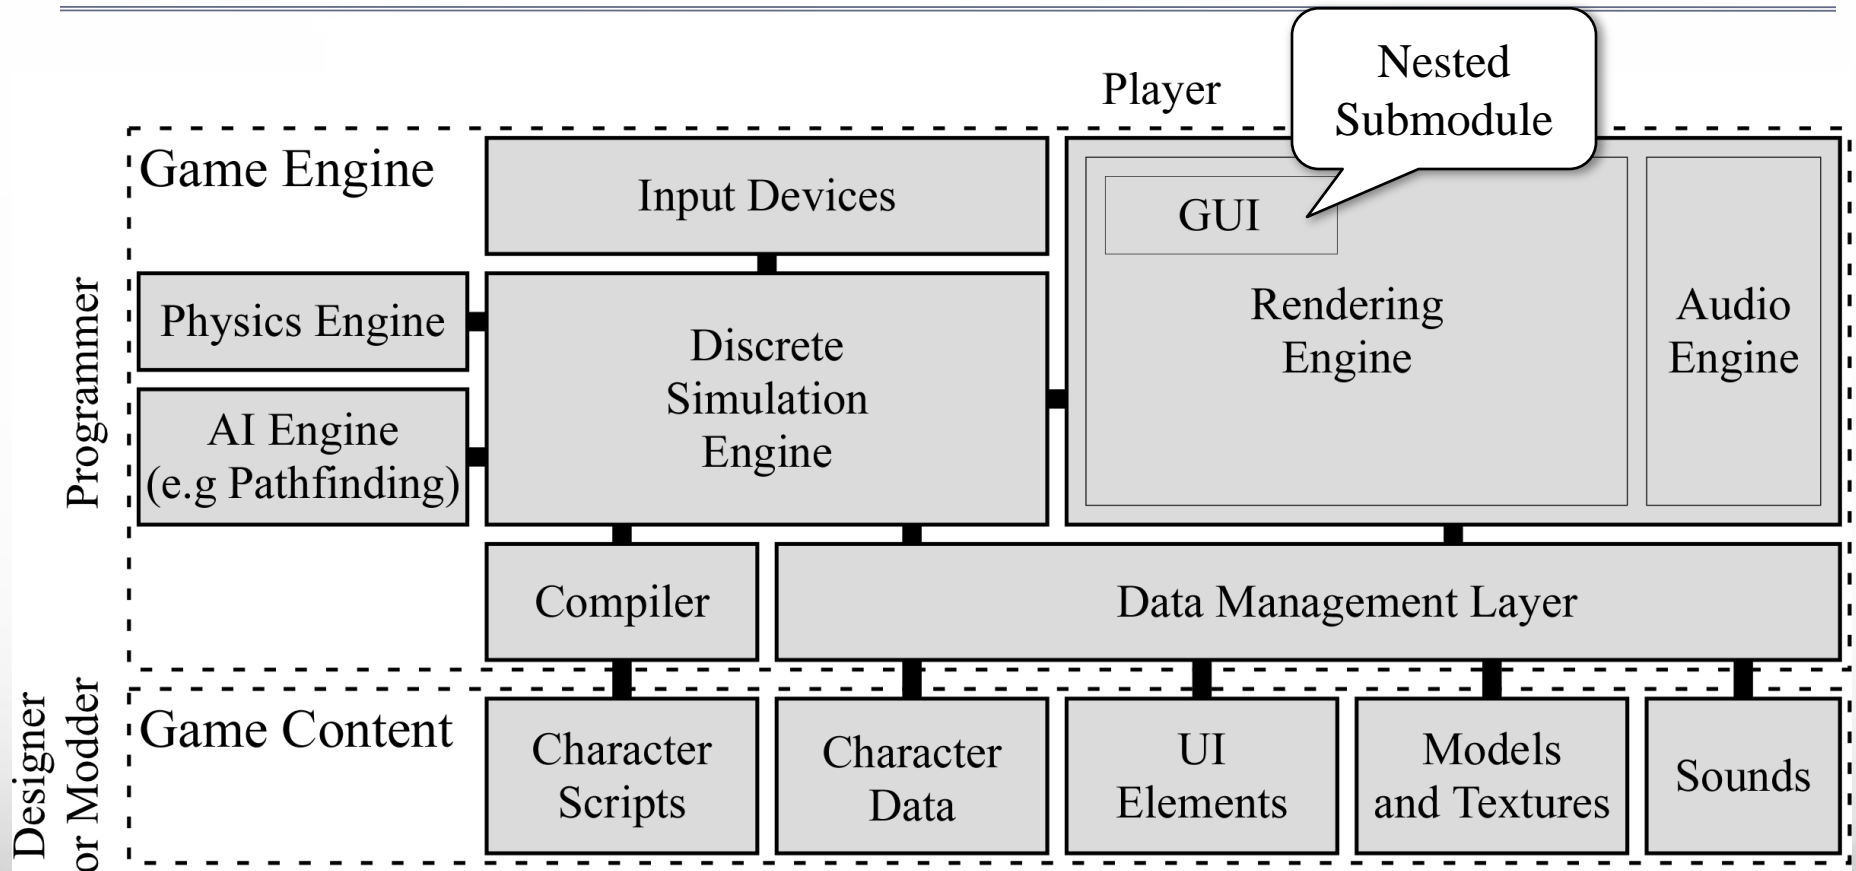 Nested
Submodule
Player
Game Engine
Input Devices
GUI
Rendering
Engine
Audio
Engine
Physics Engine
Discrete
Simulation
Engine
AI Engine
(e.g Pathfinding)
Programmer
Compiler
Data Management Layer
Designer
or Modder
Game Content
Character
Scripts
Character
Data
UI
Elements
Models
and Textures
Sounds